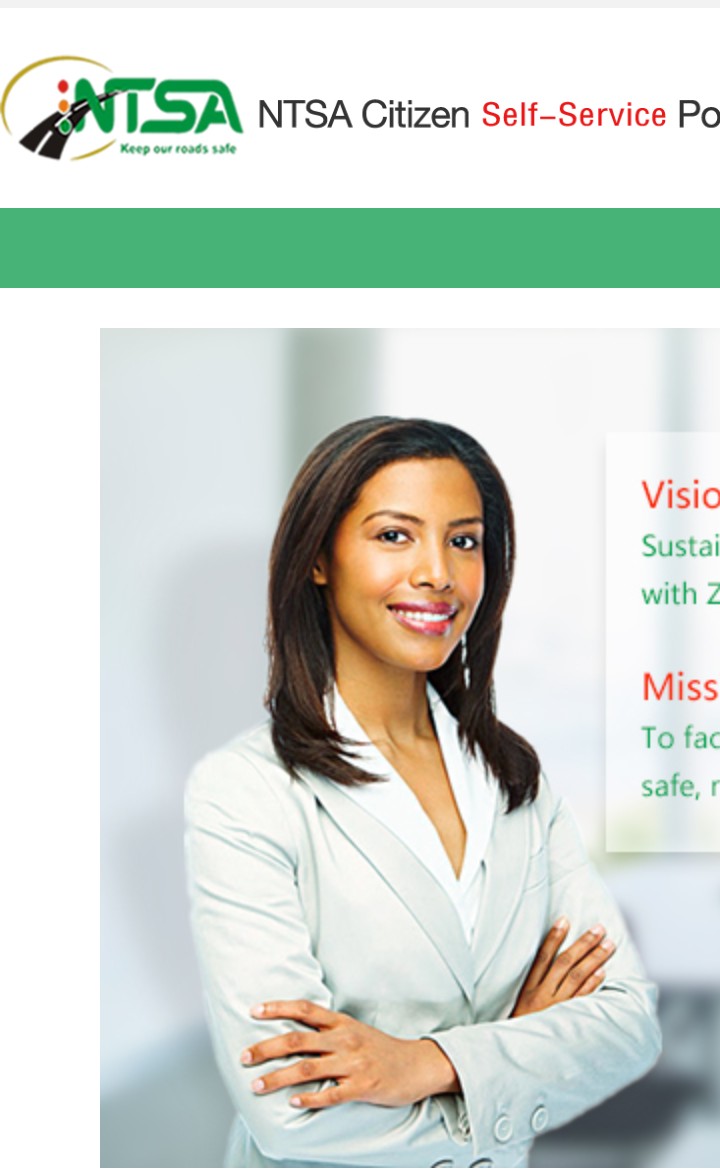 NTSA
Keep our roads safe
NTSA Citizen Self-Service Po
Visio
Sustai
with Z
Miss
To fac
safe, r